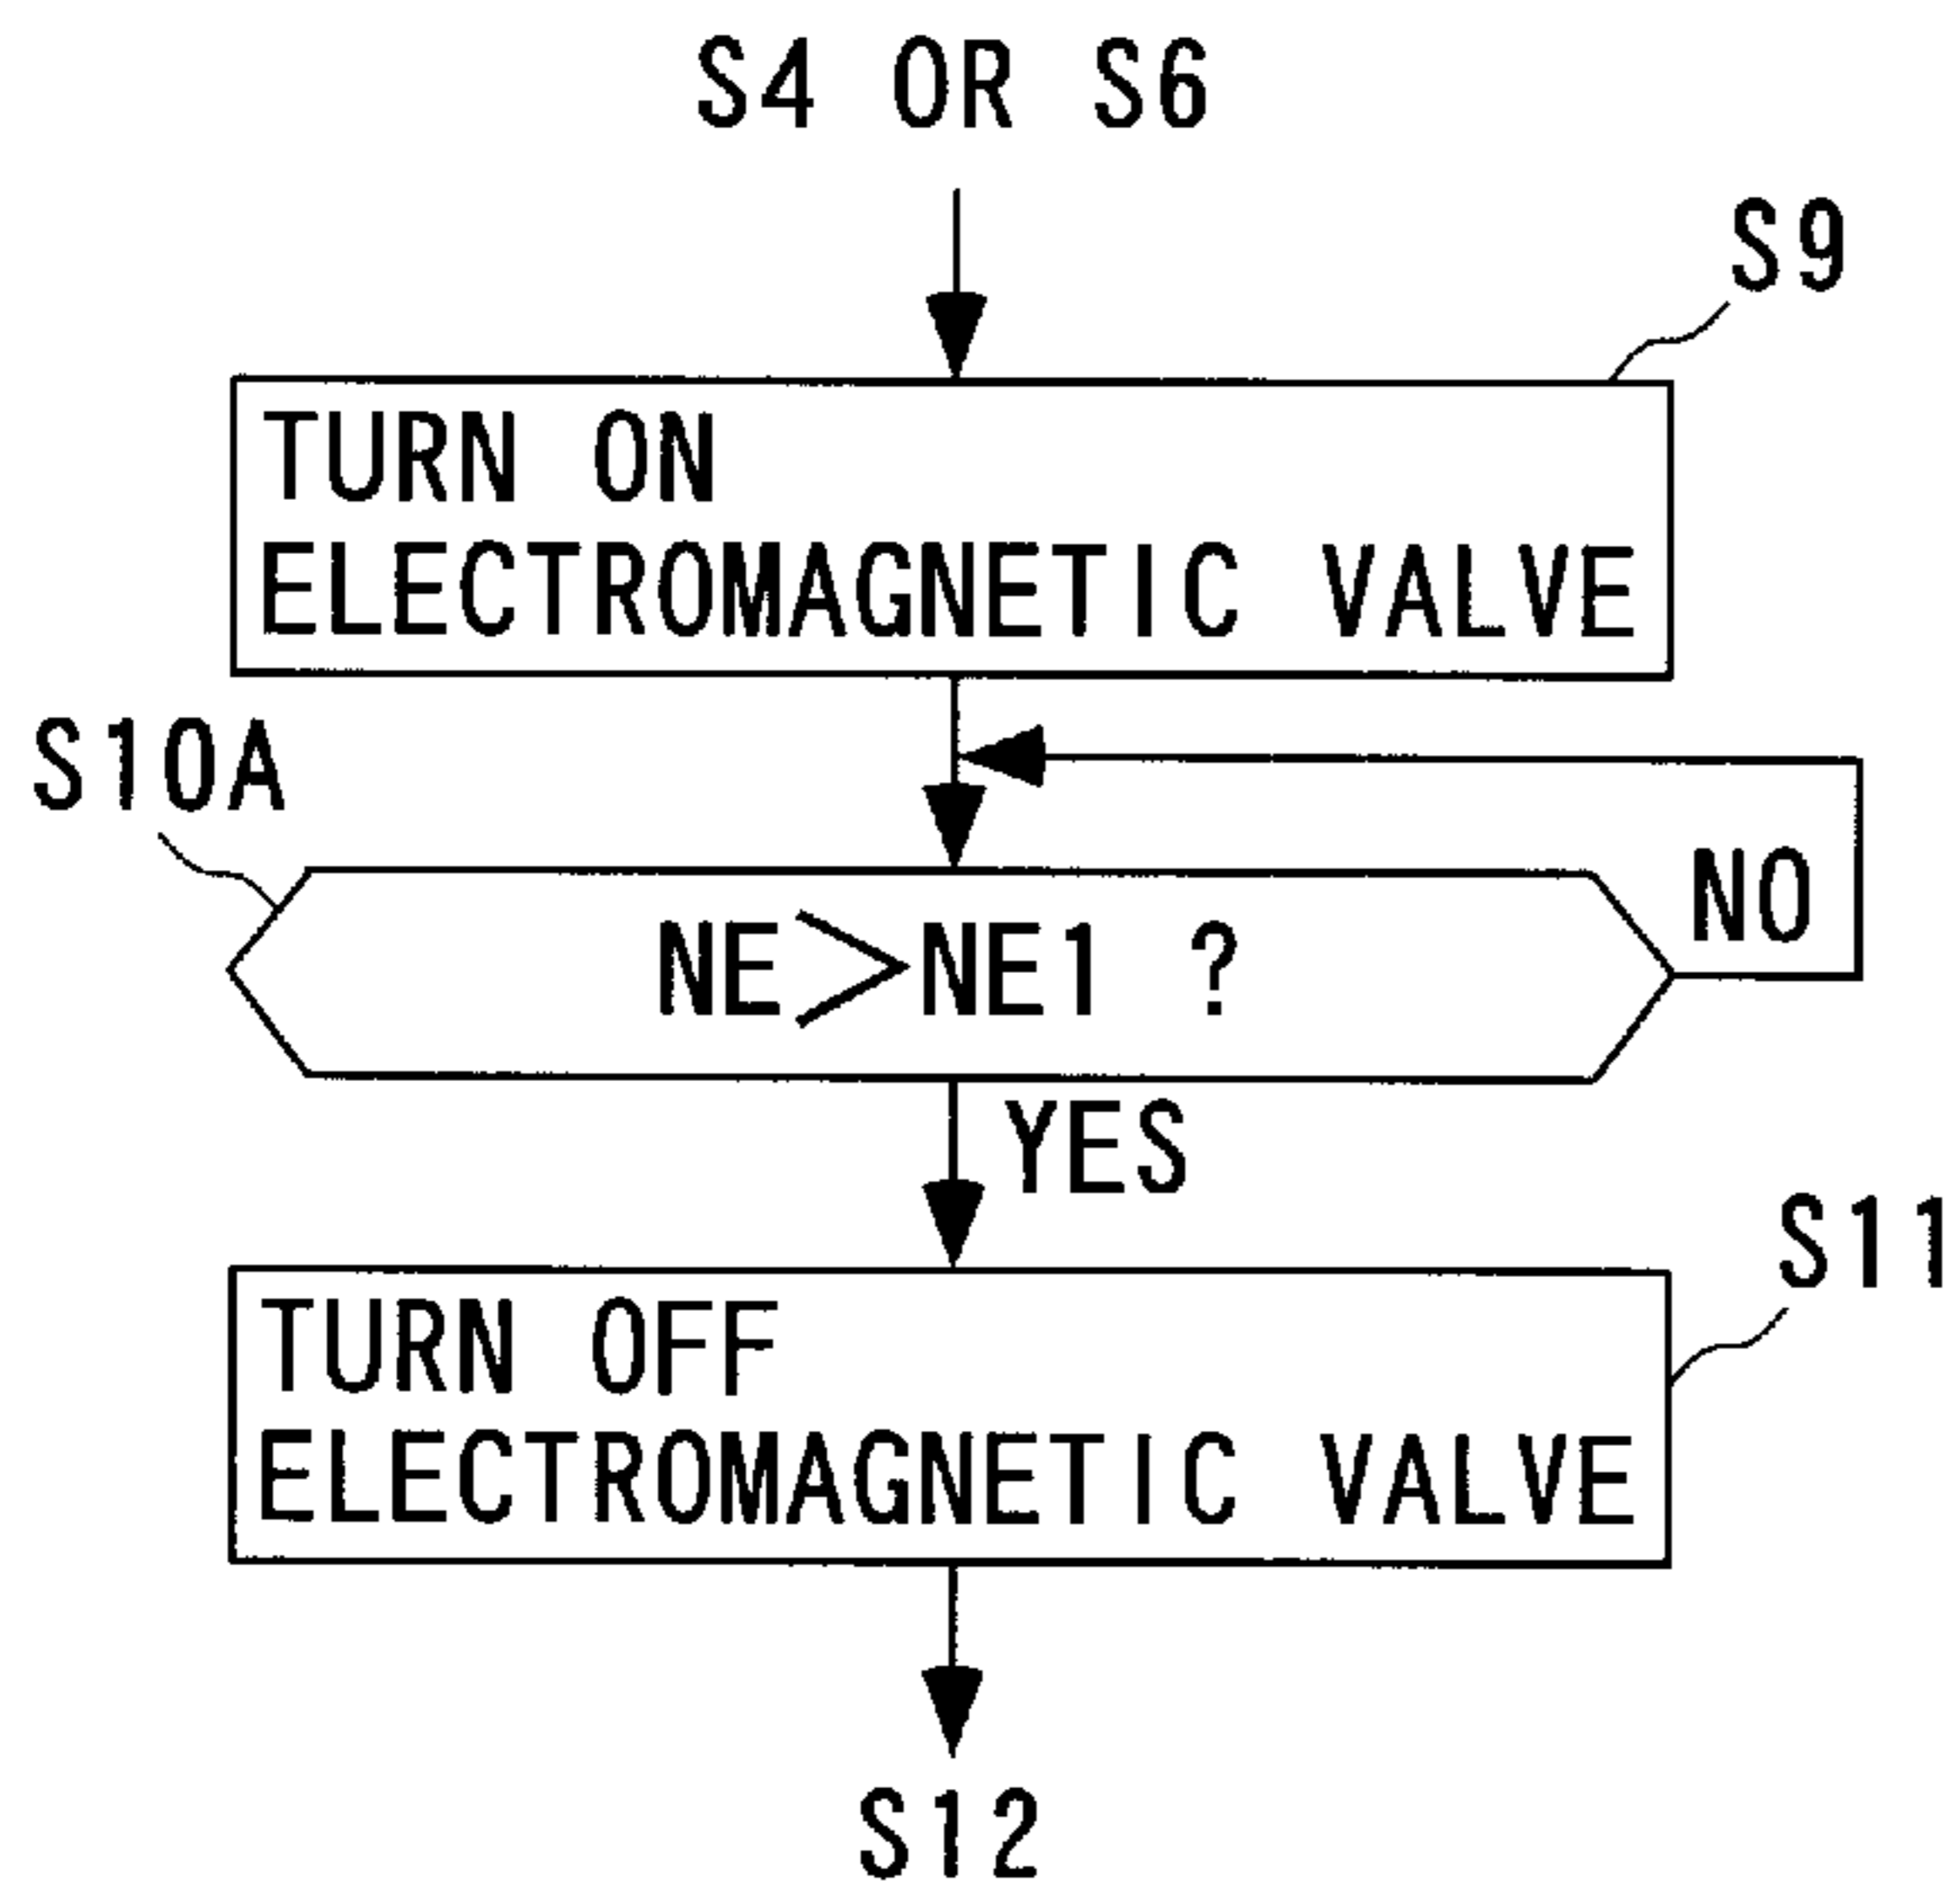 S4 OR S6
S9
TURN ON
ELECTROMAGNETIC VALVE
S10A
NO
NE>NE1 ?
YES
S11
TURN OFF
ELECTROMAGNETIC VALVE
S12